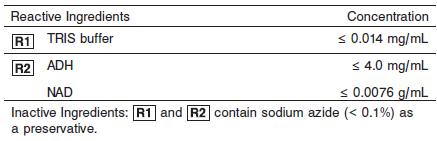 Reactive Ingredients Concentration
R1 TRIS buffer ≤ 0.014 mg/mL
R2 ADH ≤ 4.0 mg/mL
NAD ≤ 0.0076 g/mL
Inactive Ingredients: R1 and R2 contain sodium azide (< 0.1%) as
a preservative.